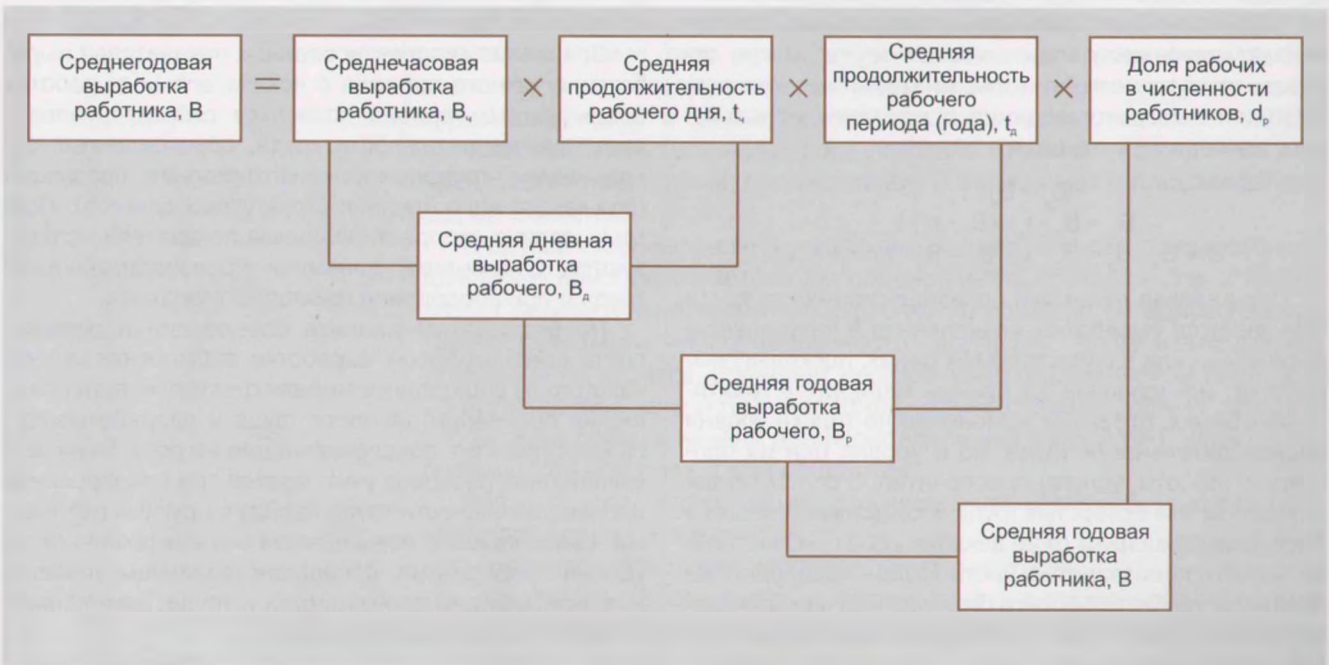 Среднегодовая
выработка
работника, В
=
Среднечасовая
выработка
работника, Вч
×
Средняя
продолжительность
рабочего дня, tч
×
Средняя
продолжительность
рабочего
периода (года), tд
Доля рабочих
в численности
работников, dр
Средняя дневная
выработка
рабочего, Вд
Средняя годовая
выработка
рабочего, Вр
Средняя годовая
выработка
работника, В